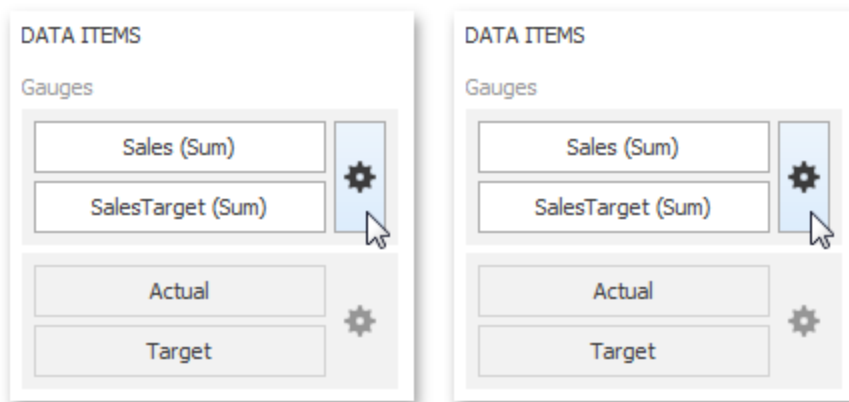 DATA ITEMS
Gauges
Sales (Sum)
SalesTarget (Sum)
Actual
Target
DATA ITEMS
Gauges
Sales (Sum)
SalesTarget (Sum)
Actual
Target